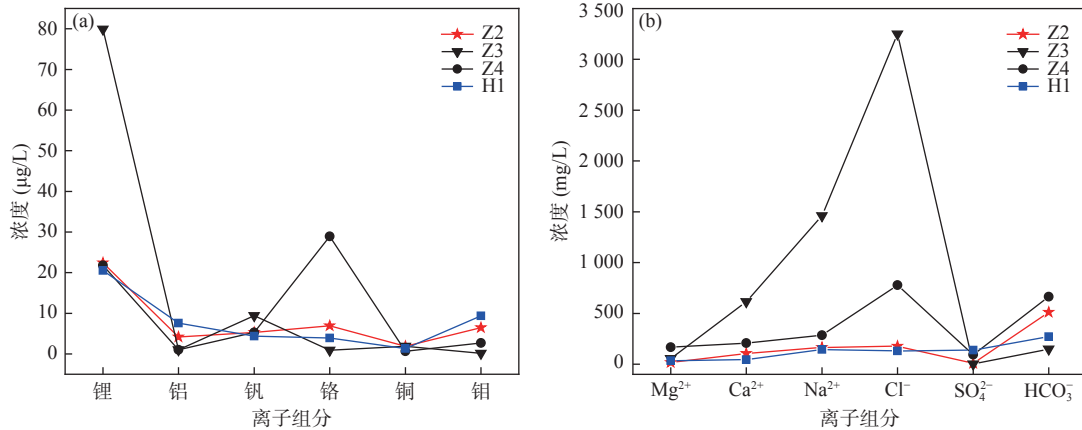 (a)
Z2
Z3
Z4
H1
浓度 (μg/L)
80
70
60
50
40
30
20
10
0
锂 铝 钒 铬 铜 钼
离子组分
(b)
Z2
Z3
Z4
H1
浓度 (mg/L)
3 500
3 000
2 500
2 000
1 500
1 000
500
0
Mg²⁺ Ca²⁺ Na²⁺ Cl⁻ SO₄²⁻ HCO₃⁻
离子组分